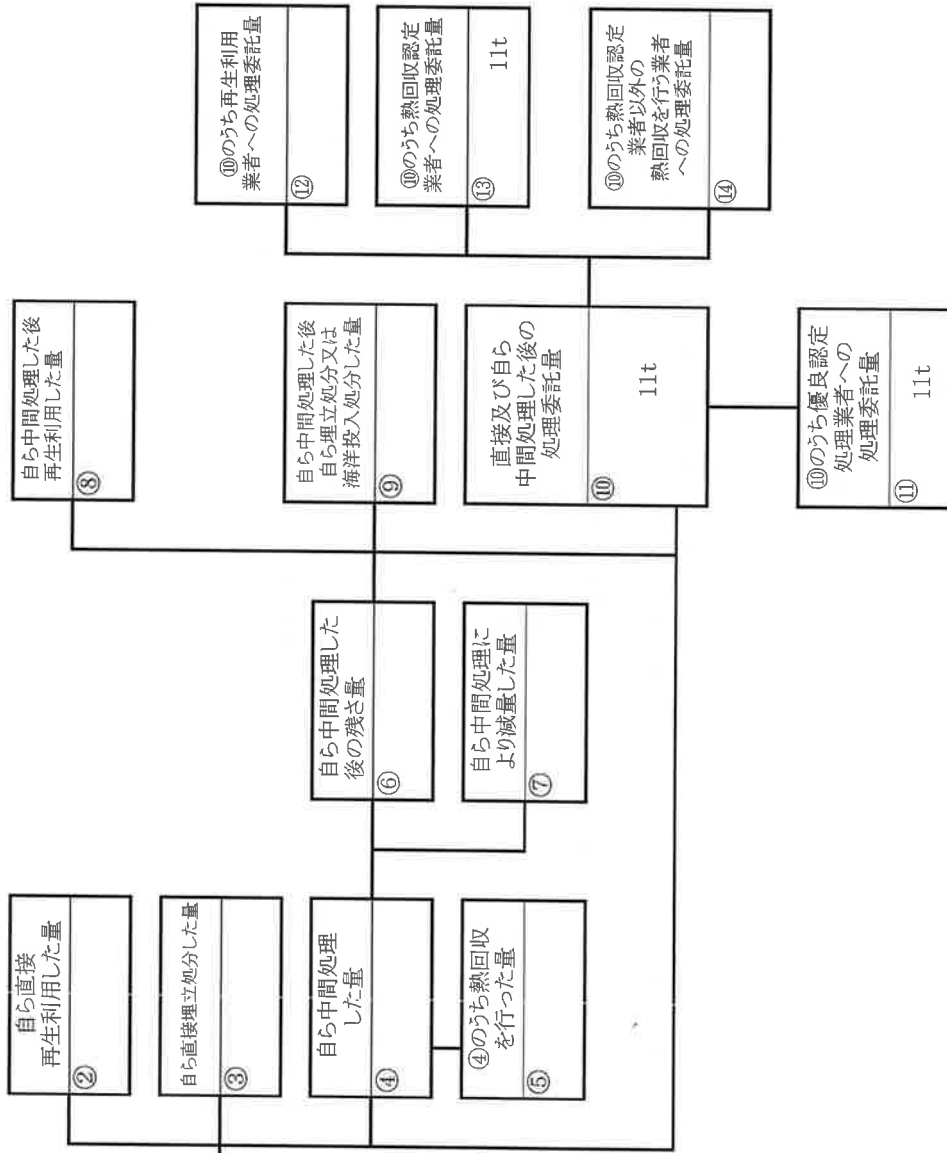 自ら直接
再生利用した量
②
自ら直接埋立処分した量
③
自ら中間処理
した量
④
④のうち熱回収
を行った量
⑤
自ら中間処理した
後の残さ量
⑥
自ら中間処理に
より減量した量
⑦
自ら中間処理した後
再生利用した量
⑧
自ら中間処理した後
自ら埋立処分又は
海洋投入処分した量
⑨
直接及び自ら
中間処理した後の
処理委託量
⑩
11t
⑩のうち優良認定
処理業者への
処理委託量
⑪
11t
⑩のうち再生利用
業者への処理委託量
⑫
⑩のうち熱回収認定
業者への処理委託量
⑬
11t
⑩のうち熱回収認定
業者以外の
熱回収を行う業者
への処理委託量
⑭